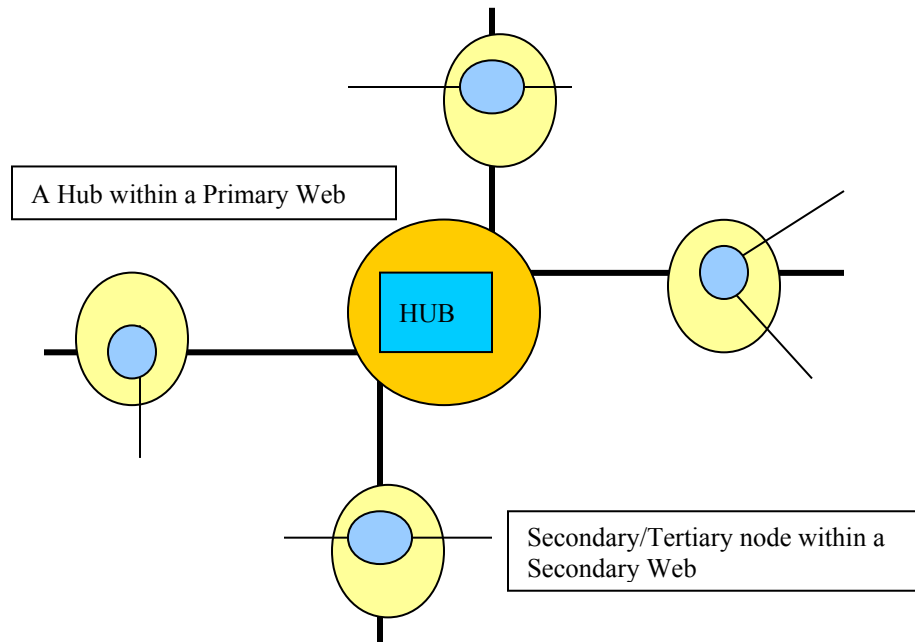 A Hub within a Primary Web
HUB
Secondary/Tertiary node within a
Secondary Web